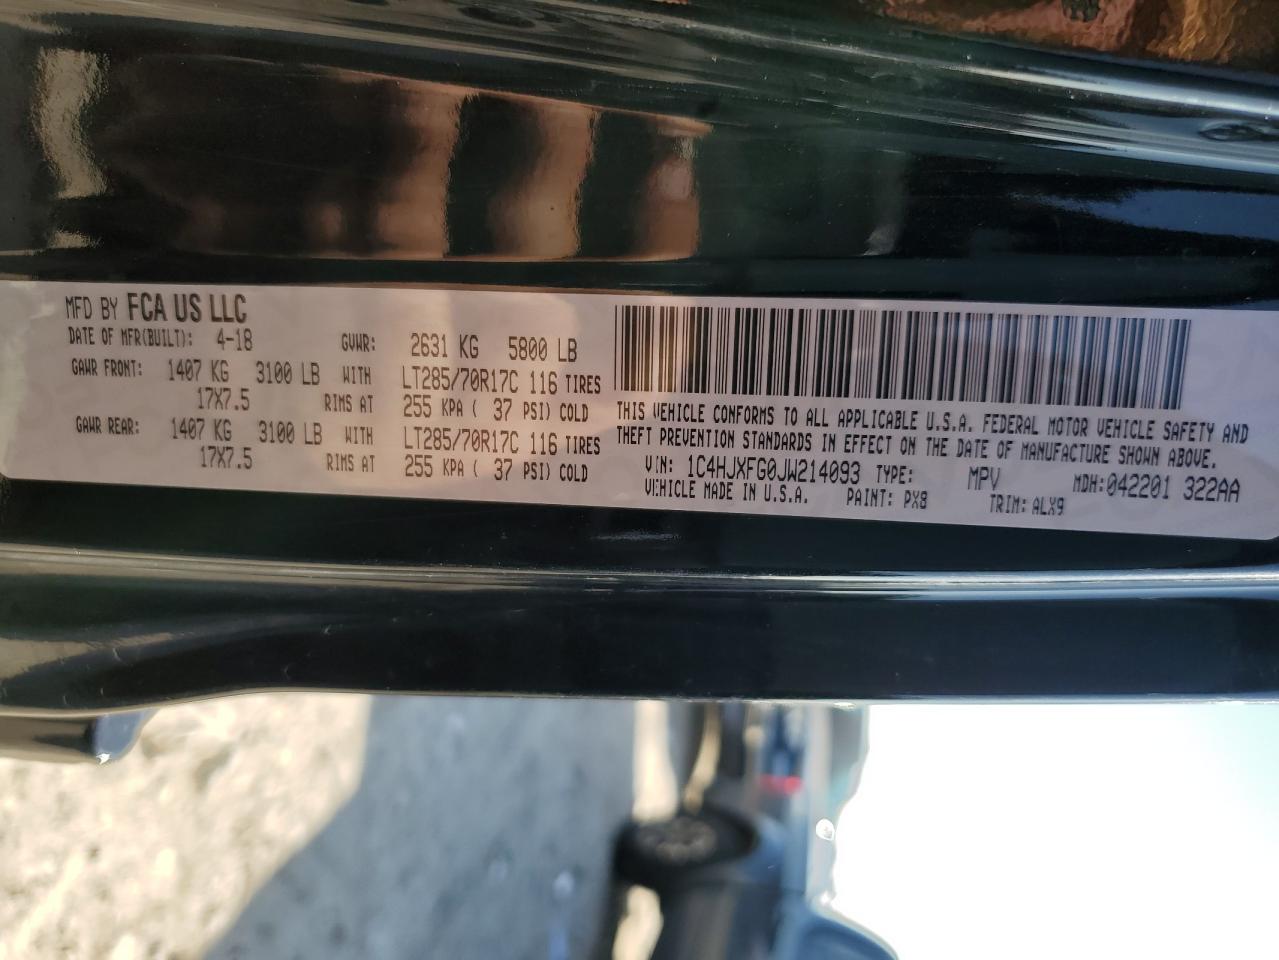 MFD BY FCA US LLC
DATE OF MFR(BUILT): 4-18 GVWR: 2631 KG 5800 LB
GAWR FRONT: 1407 KG 3100 LB WITH LT285/70R17C 116 TIRES
17X7.5 RIMS AT 255 KPA ( 37 PSI) COLD
GAWR REAR: 1407 KG 3100 LB WITH LT285/70R17C 116 TIRES
17X7.5 RIMS AT 255 KPA ( 37 PSI) COLD
THIS VEHICLE CONFORMS TO ALL APPLICABLE U.S.A. FEDERAL MOTOR VEHICLE SAFETY AND
THEFT PREVENTION STANDARDS IN EFFECT ON THE DATE OF MANUFACTURE SHOWN ABOVE.
VIN: 1C4HJXFG0JW214093 TYPE: MPV MDH:042201 322AA
VEHICLE MADE IN U.S.A. PAINT: PX8 TRIM: ALX9